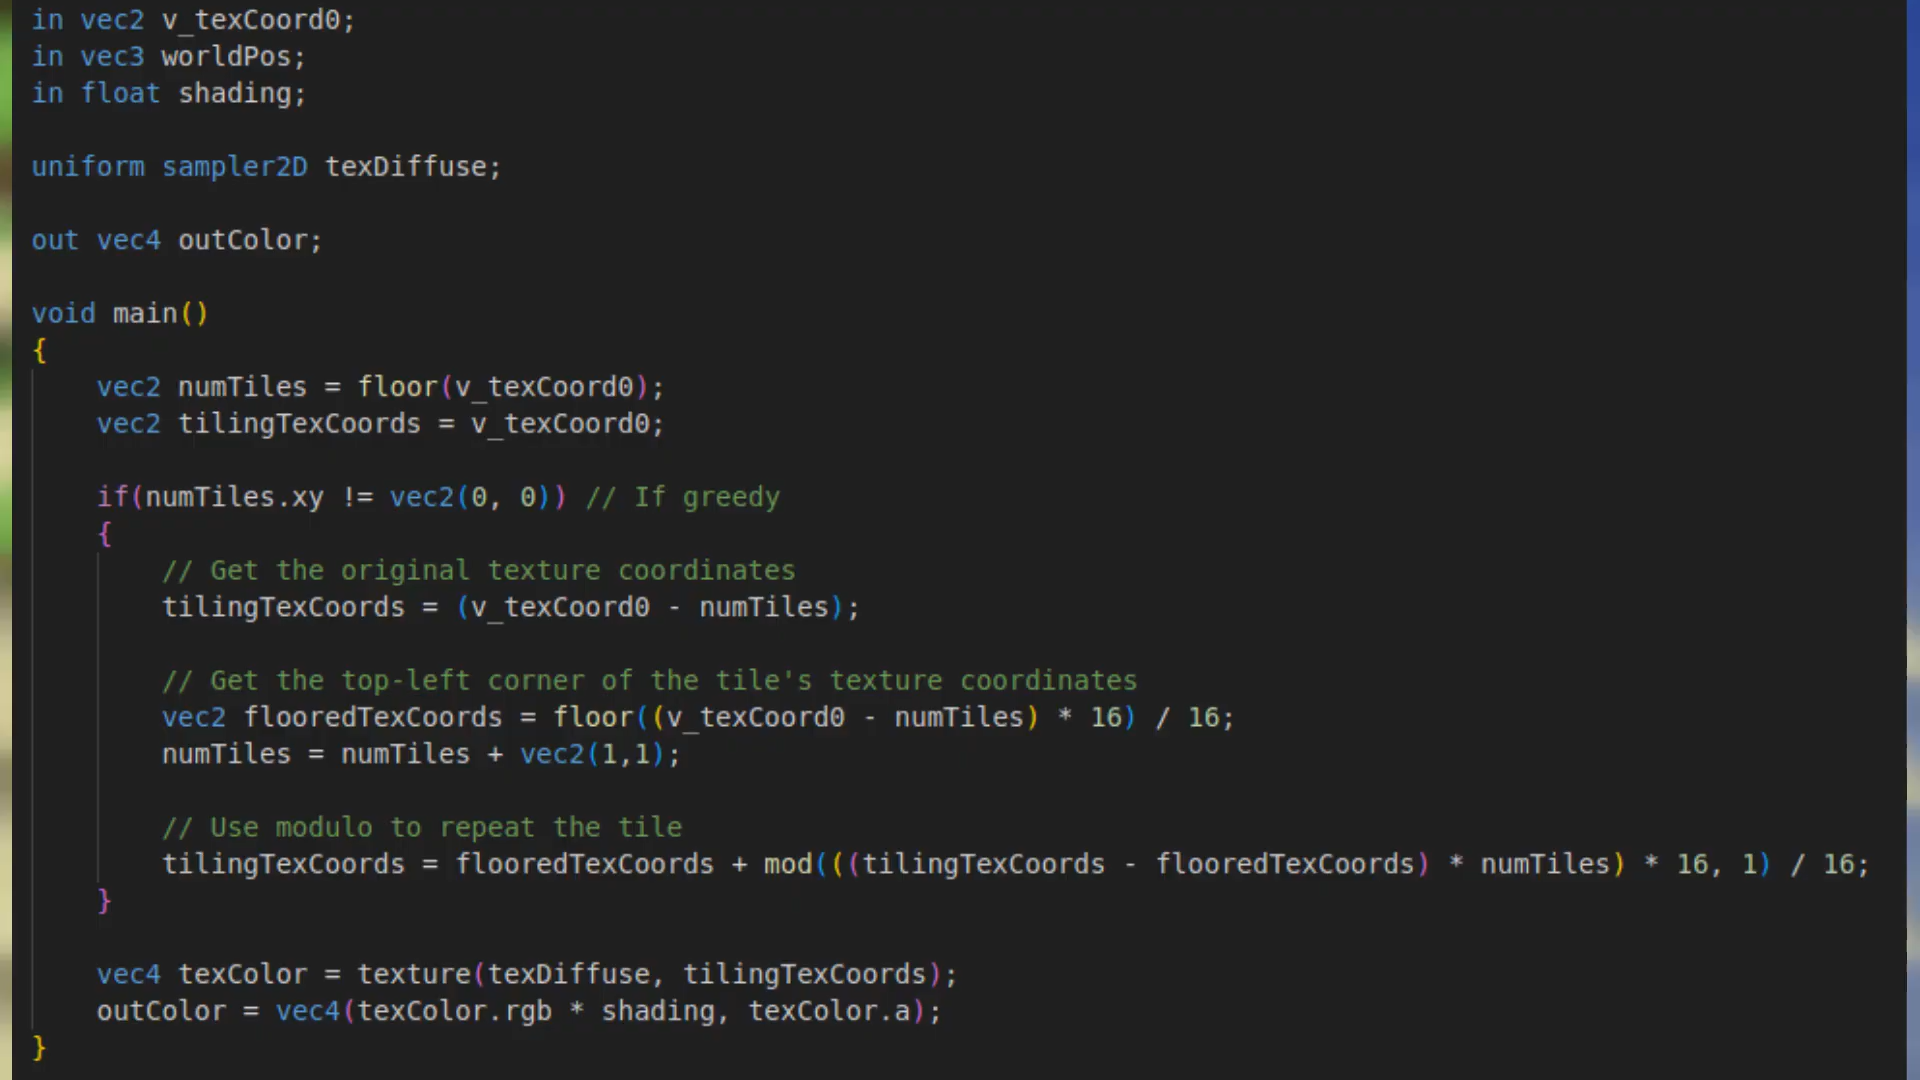 in vec2 v_texCoord0;
in vec3 worldPos;
in float shading;
uniform sampler2D texDiffuse;
out vec4 outColor;
void main()
{
vec2 numTiles = floor(v_texCoord0);
vec2 tilingTexCoords = v_texCoord0;
if(numTiles.xy != vec2(0, 0)) // If greedy
{
// Get the original texture coordinates
tilingTexCoords = (v_texCoord0 - numTiles);
// Get the top-left corner of the tile's texture coordinates
vec2 flooredTexCoords = floor((v_texCoord0 - numTiles) * 16) / 16;
numTiles = numTiles + vec2(1,1);
// Use modulo to repeat the tile
tilingTexCoords = flooredTexCoords + mod(((tilingTexCoords - flooredTexCoords) * numTiles) * 16, 1) / 16;
}
vec4 texColor = texture(texDiffuse, tilingTexCoords);
outColor = vec4(texColor.rgb * shading, texColor.a);
}